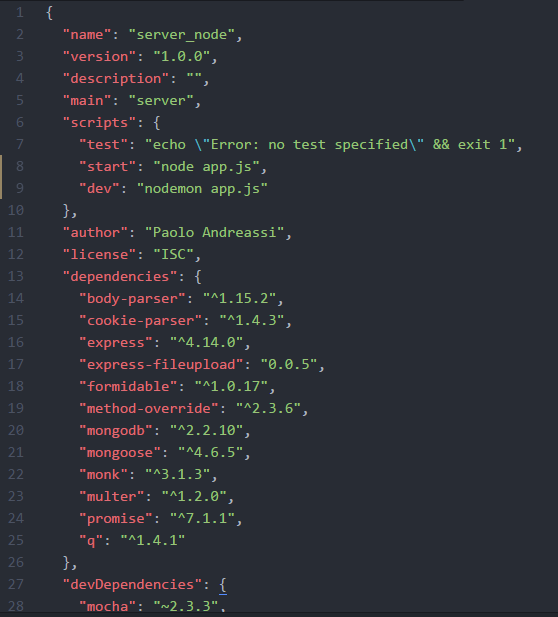 1 {
2 "name": "server_node",
3 "version": "1.0.0",
4 "description": "",
5 "main": "server",
6 "scripts": {
7 "test": "echo \"Error: no test specified\" && exit 1",
8 "start": "node app.js",
9 "dev": "nodemon app.js"
10 },
11 "author": "Paolo Andreassi",
12 "license": "ISC",
13 "dependencies": {
14 "body-parser": "^1.15.2",
15 "cookie-parser": "^1.4.3",
16 "express": "^4.14.0",
17 "express-fileupload": "0.0.5",
18 "formidable": "^1.0.17",
19 "method-override": "^2.3.6",
20 "mongodb": "^2.2.10",
21 "mongoose": "^4.6.5",
22 "monk": "^3.1.3",
23 "multer": "^1.2.0",
24 "promise": "^7.1.1",
25 "q": "^1.4.1"
26 },
27 "devDependencies": {
28 "mocha": "~2.3.3",